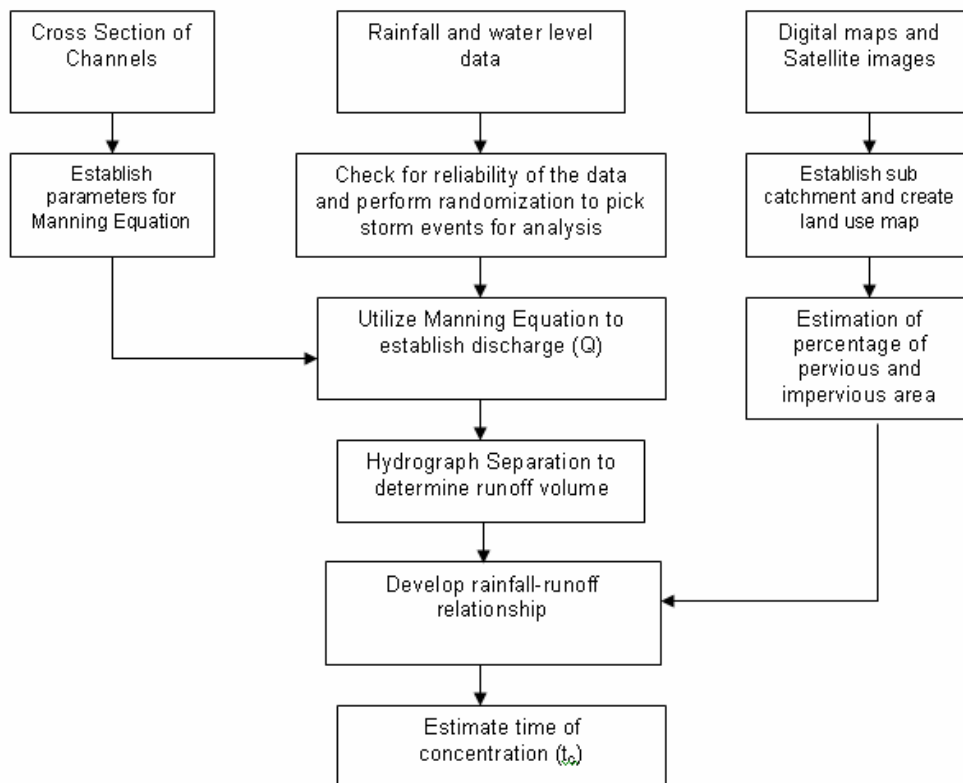 Cross Section of
Channels
Rainfall and water level
data
Digital maps and
Satellite images
Establish
parameters for
Manning Equation
Check for reliability of the data
and perform randomization to pick
storm events for analysis
Establish sub
catchment and create
land use map
Utilize Manning Equation to
establish discharge (Q)
Estimation of
percentage of
pervious and
impervious area
Hydrograph Separation to
determine runoff volume
Develop rainfall-runoff
relationship
Estimate time of
concentration (tc)